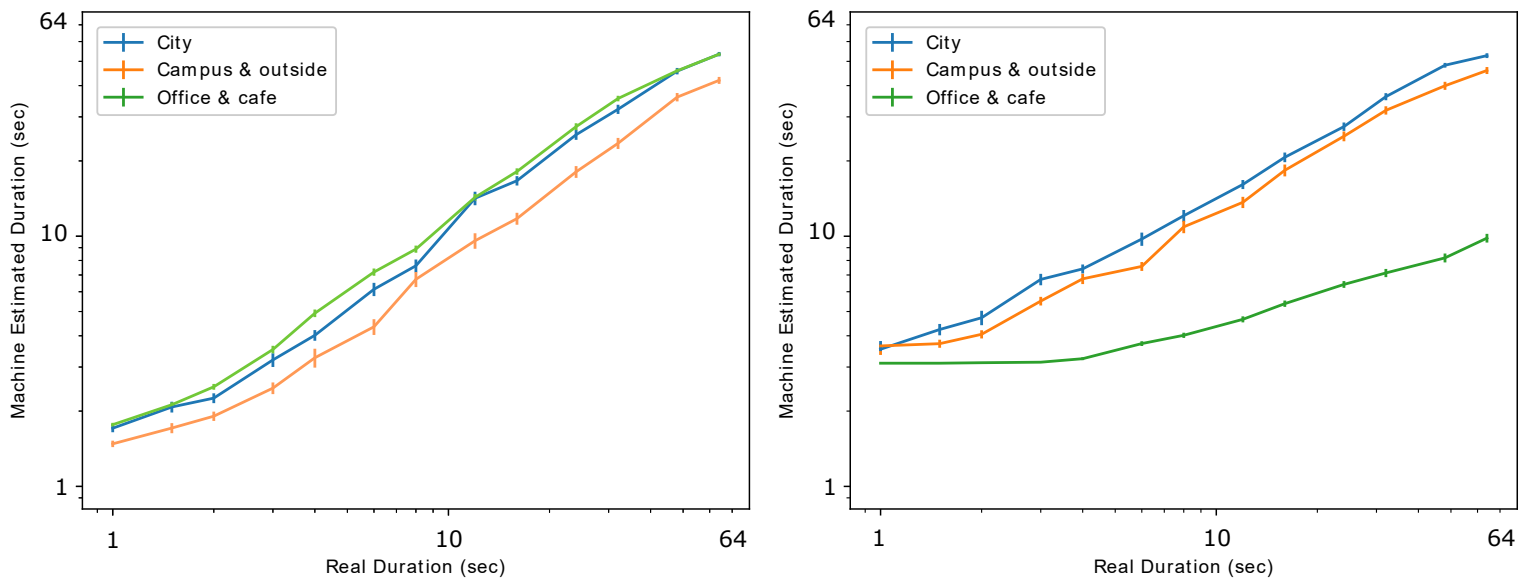 64
10
1
Machine Estimated Duration (sec)
City
Campus & outside
Office & cafe
1
10
64
Real Duration (sec)
64
10
1
Machine Estimated Duration (sec)
City
Campus & outside
Office & cafe
1
10
64
Real Duration (sec)